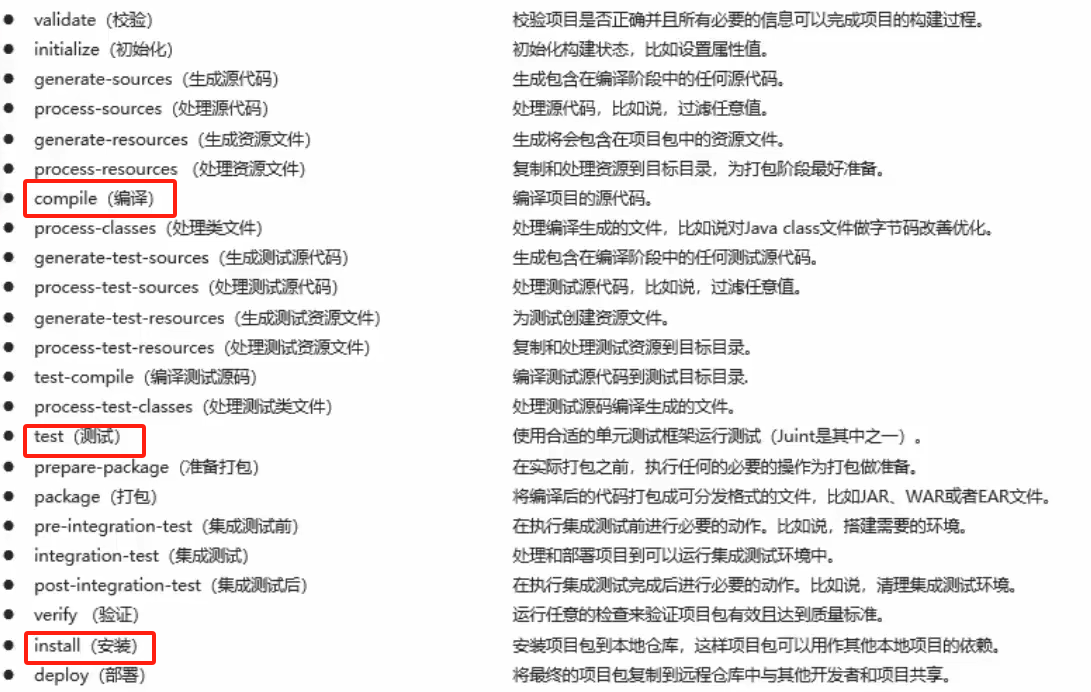 ● validate（校验） 校验项目是否正确并且所有必要的信息可以完成项目的构建过程。
● initialize（初始化） 初始化构建状态，比如设置属性值。
● generate-sources（生成源代码） 生成包含在编译阶段中的任何源代码。
● process-sources（处理源代码） 处理源代码，比如说，过滤任意值。
● generate-resources（生成资源文件） 生成将会包含在项目包中的资源文件。
● process-resources （处理资源文件） 复制和处理资源到目标目录，为打包阶段最好准备。
● compile（编译） 编译项目的源代码。
● process-classes（处理类文件） 处理编译生成的文件，比如说对Java class文件做字节码改善优化。
● generate-test-sources（生成测试源代码） 生成包含在编译阶段中的任何测试源代码。
● process-test-sources（处理测试源代码） 处理测试源代码，比如说，过滤任意值。
● generate-test-resources（生成测试资源文件） 为测试创建资源文件。
● process-test-resources（处理测试资源文件） 复制和处理测试资源到目标目录。
● test-compile（编译测试源码） 编译测试源代码到测试目标目录.
● process-test-classes（处理测试类文件） 处理测试源码编译生成的文件。
● test（测试） 使用合适的单元测试框架运行测试（Juint是其中之一）。
● prepare-package（准备打包） 在实际打包之前，执行任何的必要的操作为打包做准备。
● package（打包） 将编译后的代码打包成可分发格式的文件，比如JAR、WAR或者EAR文件。
● pre-integration-test（集成测试前） 在执行集成测试前进行必要的动作。比如说，搭建需要的环境。
● integration-test（集成测试） 处理和部署项目到可以运行集成测试环境中。
● post-integration-test（集成测试后） 在执行集成测试完成后进行必要的动作。比如说，清理集成测试环境。
● verify （验证） 运行任意的检查来验证项目包有效且达到质量标准。
● install（安装） 安装项目包到本地仓库，这样项目包可以用作其他本地项目的依赖。
● deploy（部署） 将最终的项目包复制到远程仓库中与其他开发者和项目共享。